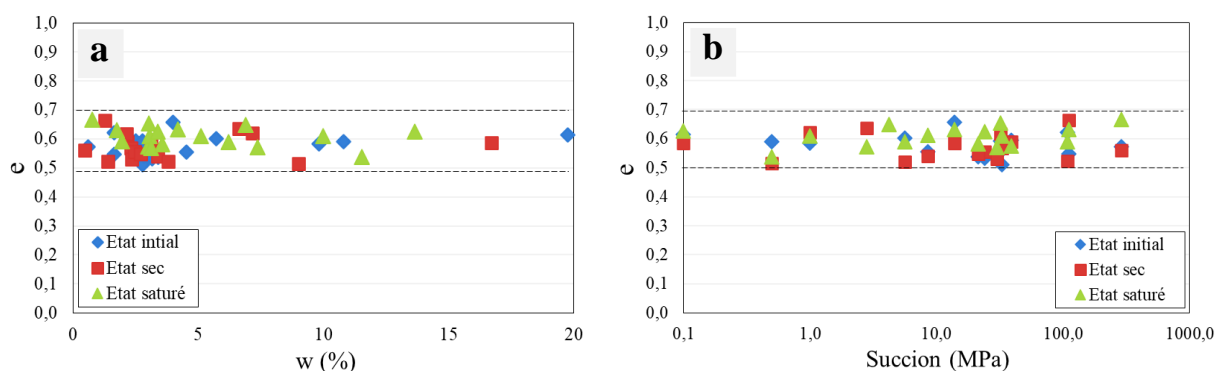 a
e
1,0
0,9
0,8
0,7
0,6
0,5
0,4
0,3
0,2
0,1
0,0
Etat intial
Etat sec
Etat saturé
0 5 10 15 20
w (%)
b
e
1,0
0,9
0,8
0,7
0,6
0,5
0,4
0,3
0,2
0,1
0,0
Etat initial
Etat sec
Etat saturé
0,1 1,0 10,0 100,0 1000,0
Succion (MPa)